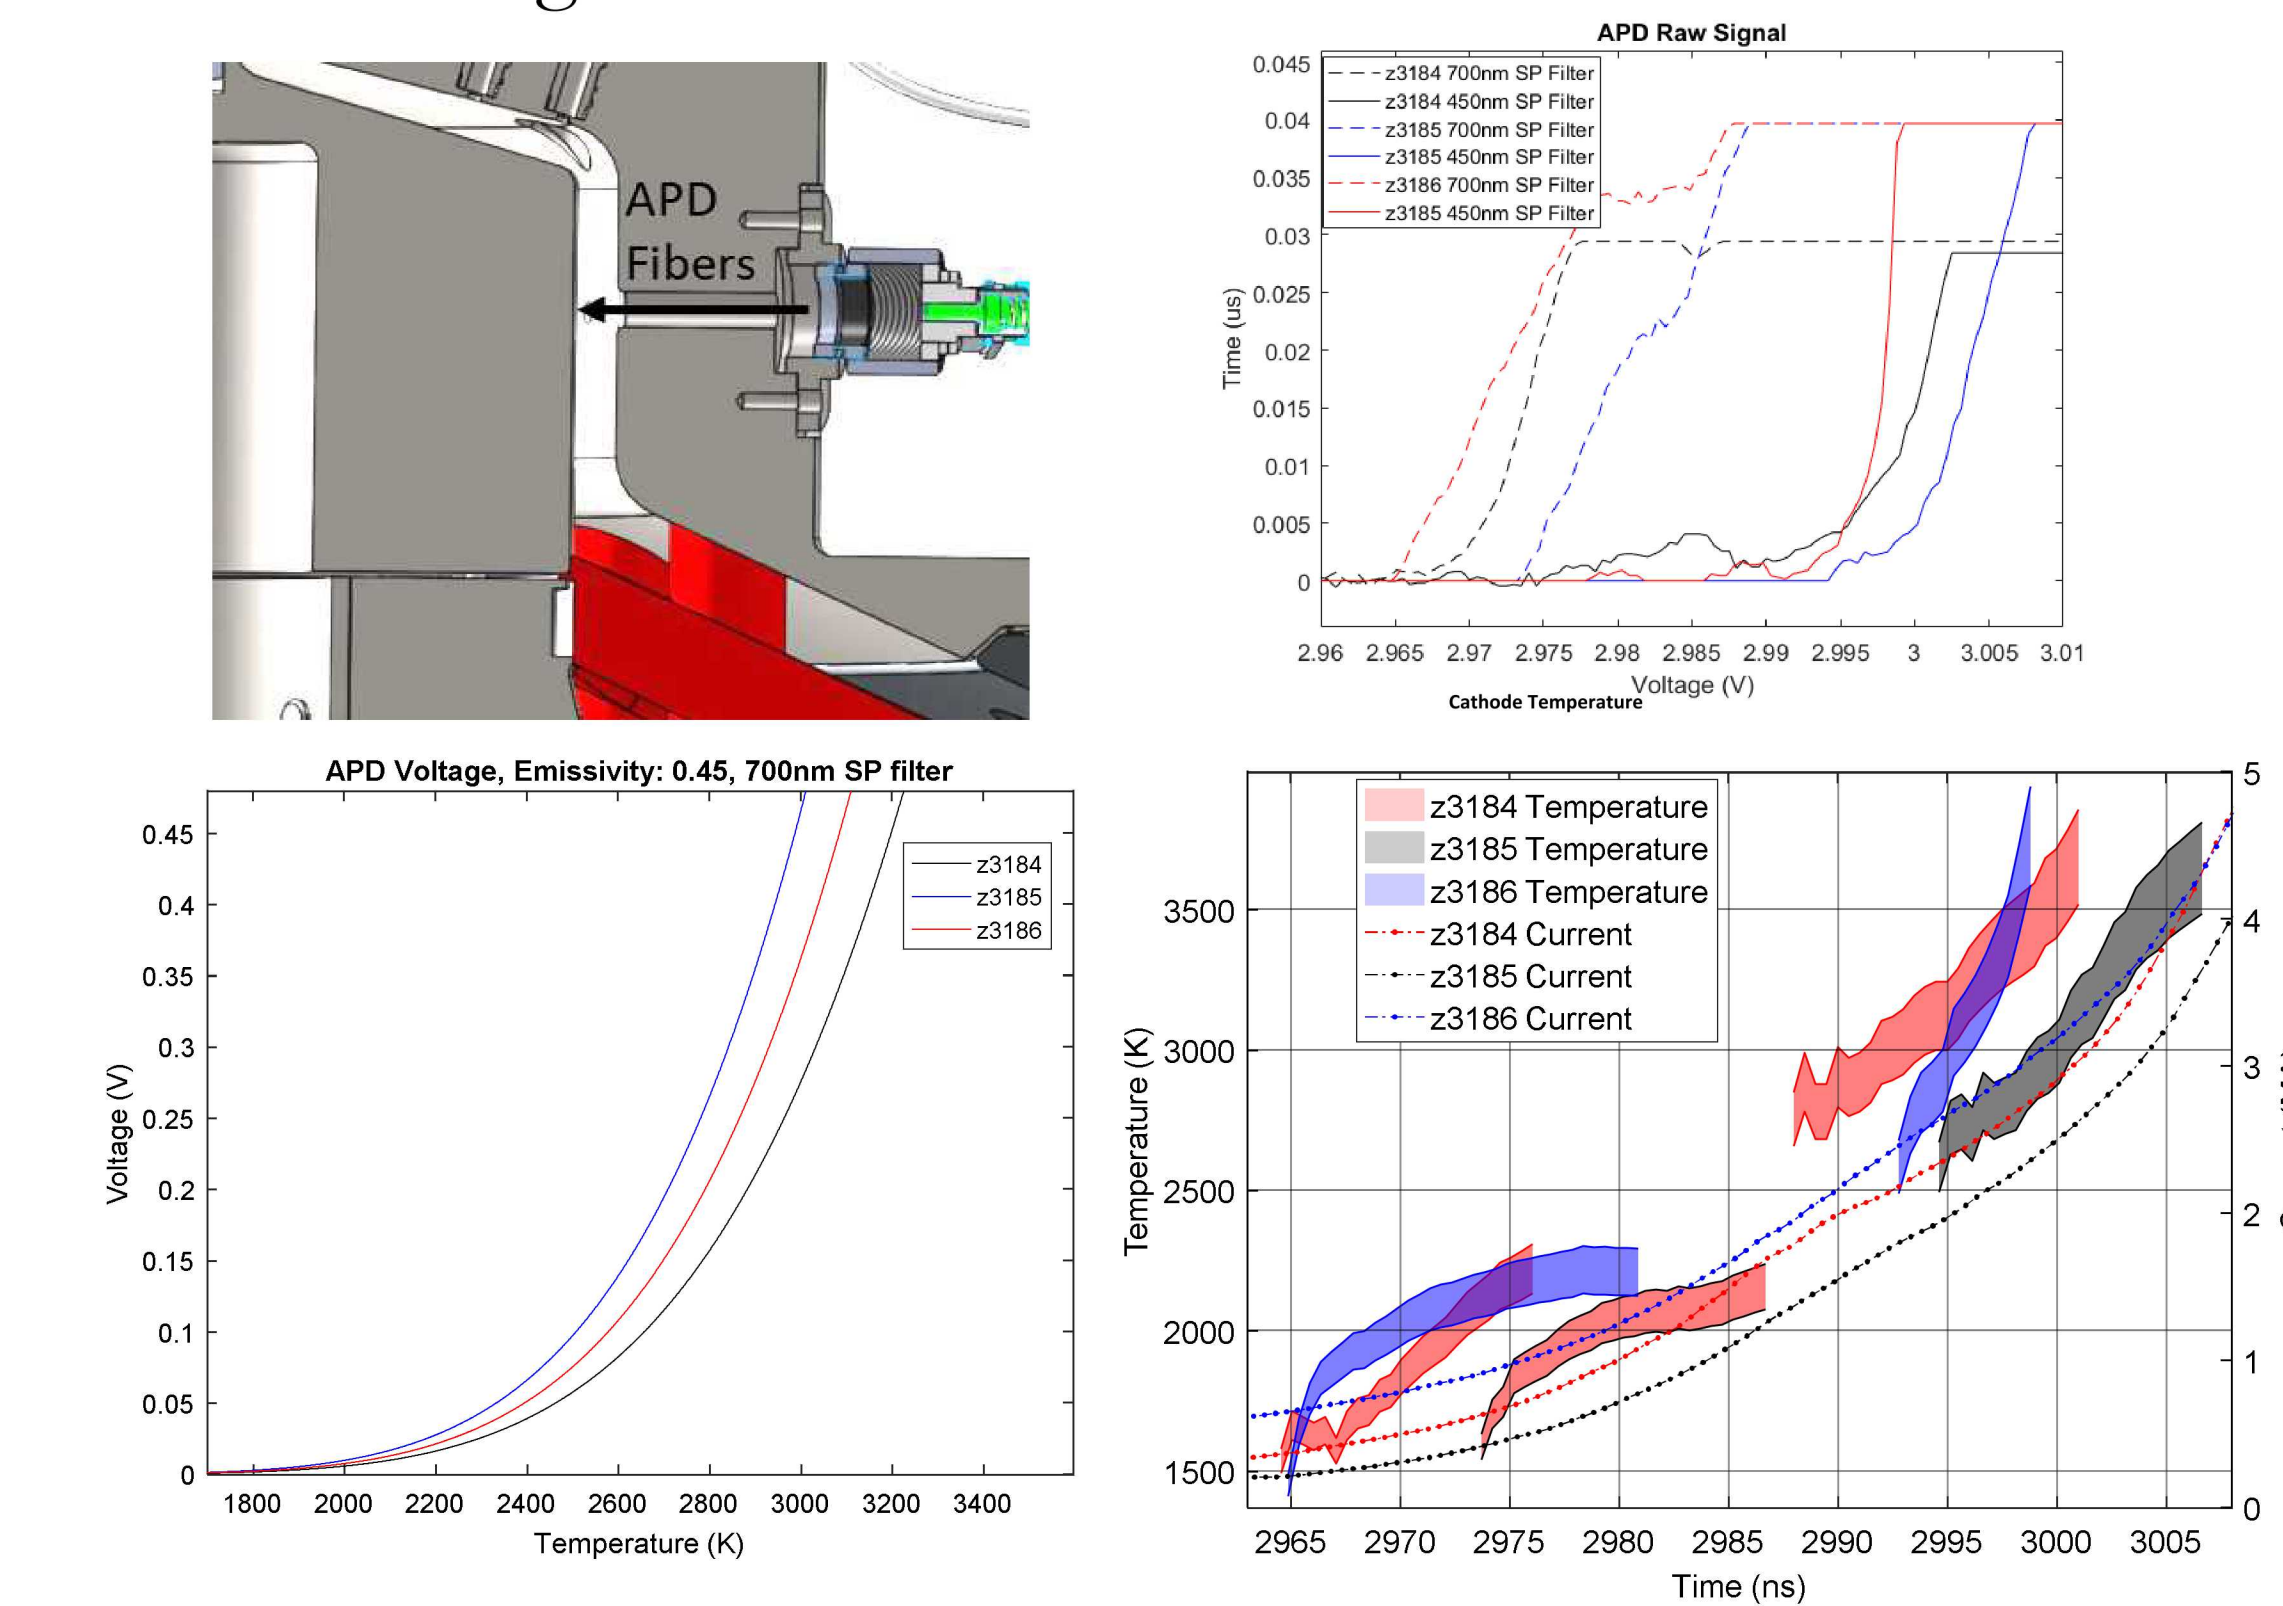 APD
Fibers
APD Raw Signal
0.045
0.04
0.035
0.03
0.025
0.02
0.015
0.01
0.005
0
Time (us)
z3184 700nm SP Filter
z3184 450nm SP Filter
z3185 700nm SP Filter
z3185 450nm SP Filter
z3186 700nm SP Filter
z3185 450nm SP Filter
2.96 2.965 2.97 2.975 2.98 2.985 2.99 2.995 3 3.005 3.01
Voltage (V)
Cathode Temperature
APD Voltage, Emissivity: 0.45, 700nm SP filter
0.45
0.4
0.35
0.3
0.25
0.2
0.15
0.1
0.05
0
Voltage (V)
z3184
z3185
z3186
1800 2000 2200 2400 2600 2800 3000 3200 3400
Temperature (K)
z3184 Temperature
z3185 Temperature
z3186 Temperature
z3184 Current
z3185 Current
z3186 Current
3500
3000
2500
2000
1500
Temperature (K)
5
4
3
2
1
0
2965 2970 2975 2980 2985 2990 2995 3000 3005
Time (ns)